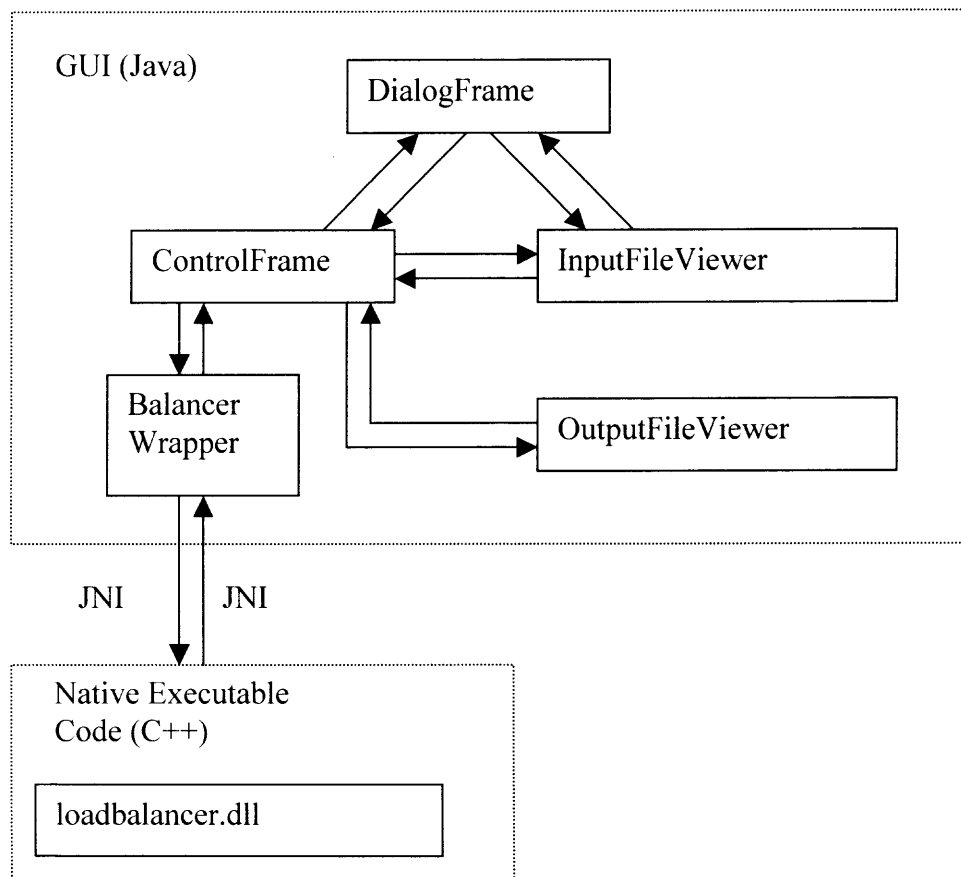 GUI (Java)
DialogFrame
ControlFrame
InputFileViewer
Balancer
Wrapper
OutputFileViewer
JNI
JNI
Native Executable
Code (C++)
loadbalancer.dll